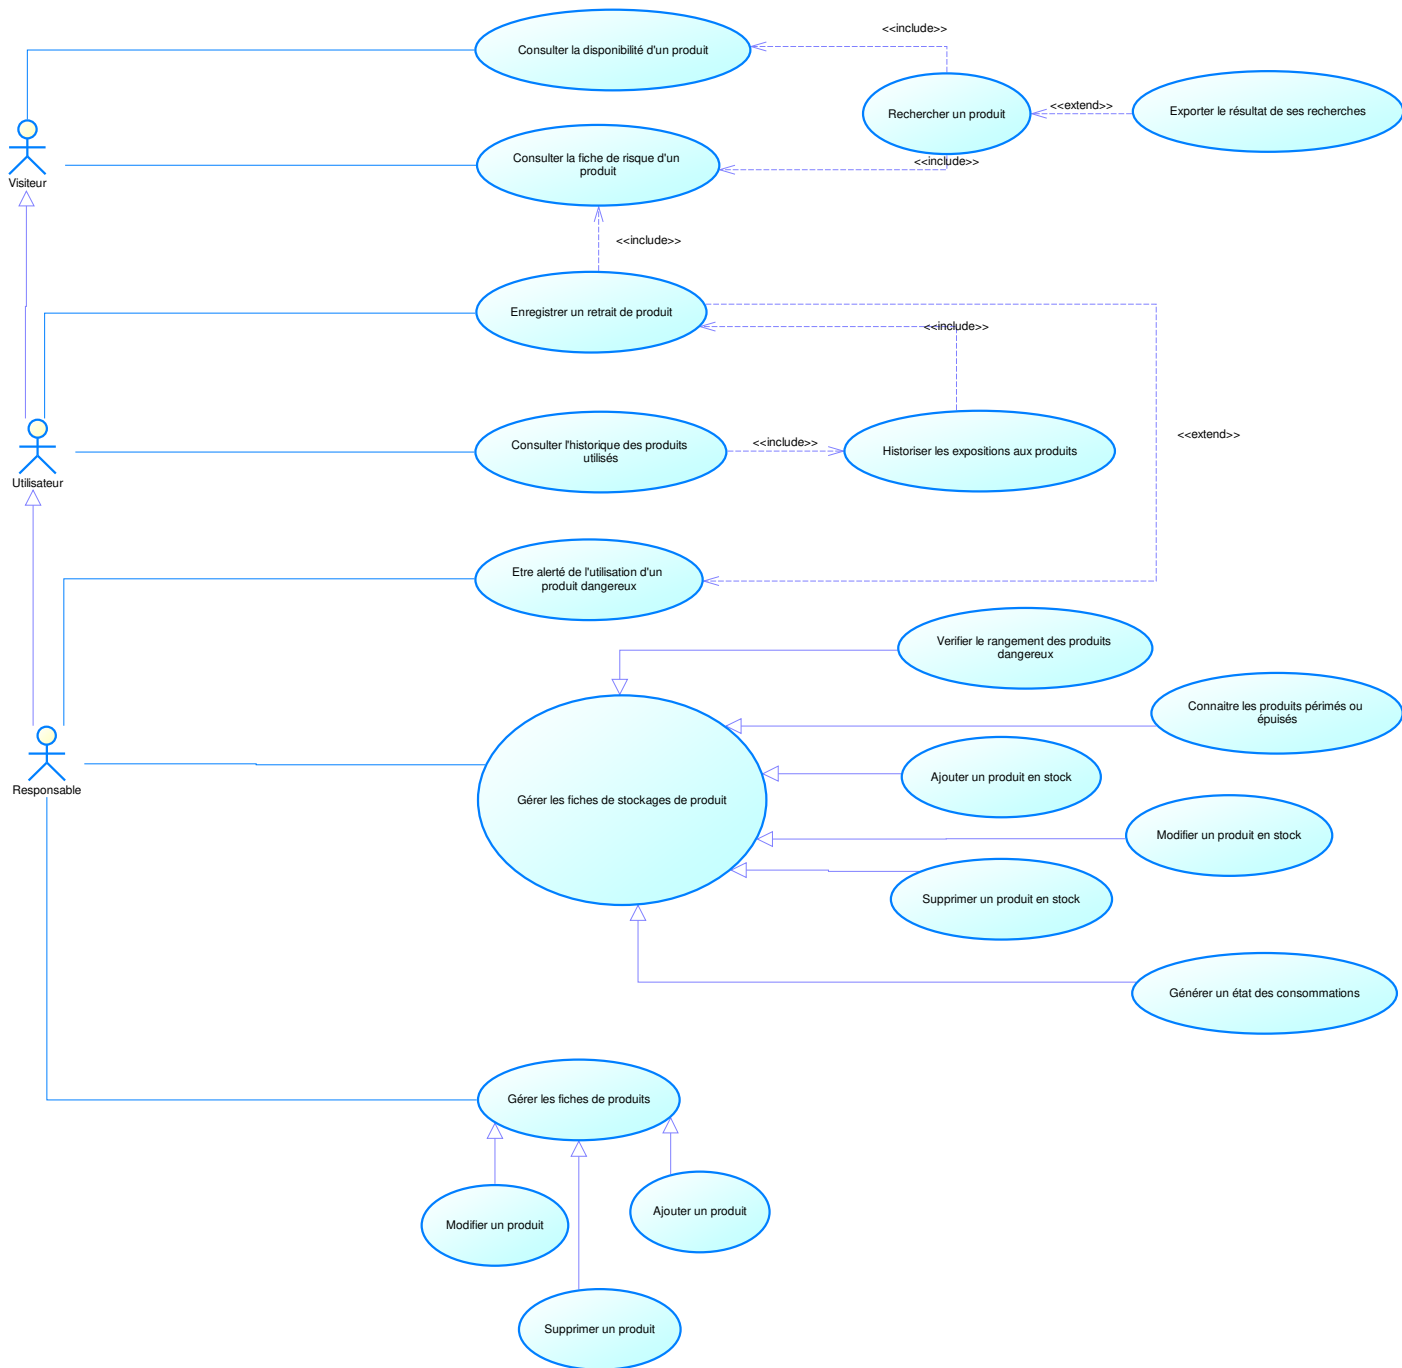 <<include>>
Consulter la disponibilité d'un produit
<<extend>>
Rechercher un produit
Exporter le résultat de ses recherches
Consulter la fiche de risque d'un
produit
<<include>>
Visiteur
<<include>>
Enregistrer un retrait de produit
<<include>>
<<extend>>
Consulter l'historique des produits
utilisés
<<include>>
Historiser les expositions aux produits
Utilisateur
Etre alerté de l'utilisation d'un
produit dangereux
Verifier le rangement des produits
dangereux
Connaitre les produits périmés ou
épuisés
Ajouter un produit en stock
Responsable
Gérer les fiches de stockages de produit
Modifier un produit en stock
Supprimer un produit en stock
Générer un état des consommations
Gérer les fiches de produits
Modifier un produit
Ajouter un produit
Supprimer un produit